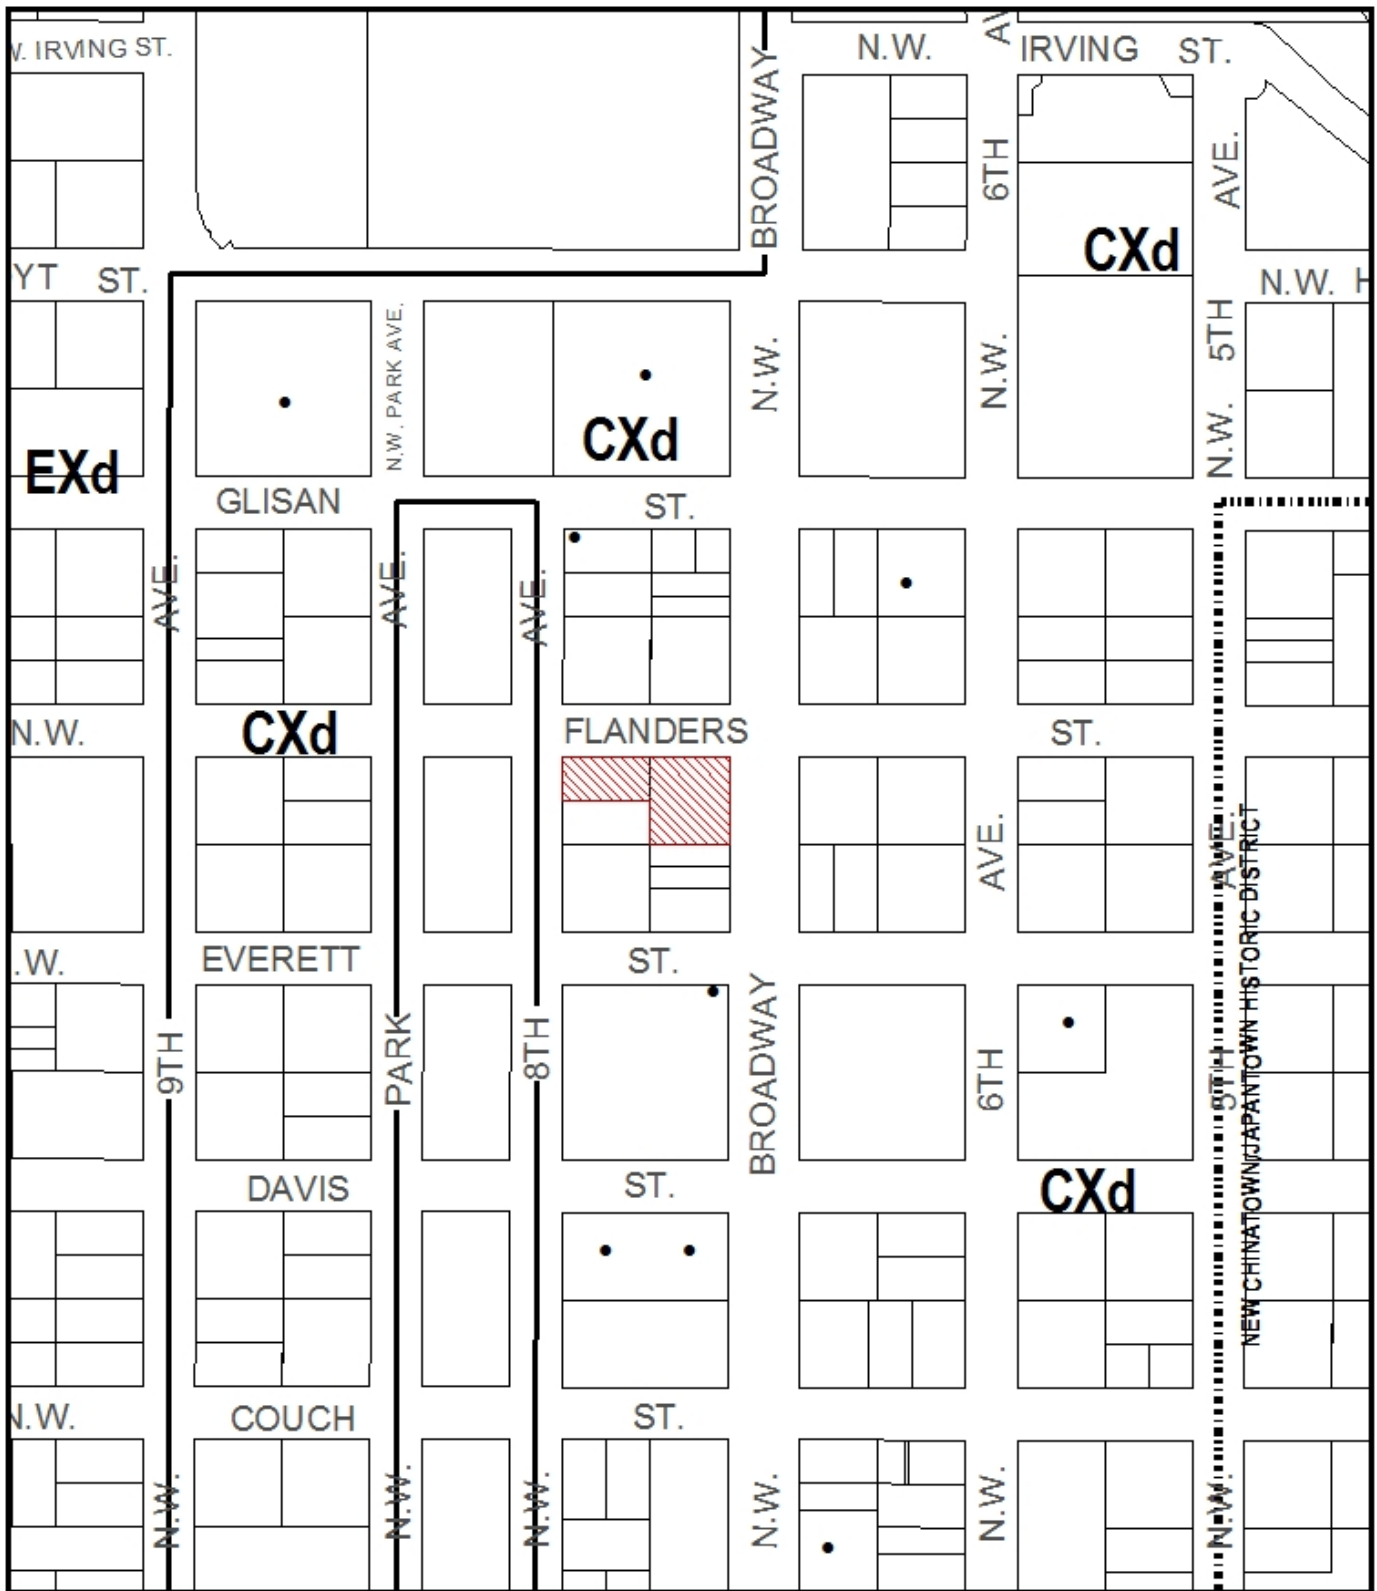 W. IRVING ST.
BROADWAY
N.W.
AV
IRVING
ST.
6TH
AVE.
CXd
YT
ST.
N.W.
H
N.W. PARK AVE.
N.W.
N.W.
5TH
N.W.
CXd
EXd
GLISAN
ST.
AVE.
AVE.
AVE.
N.W.
CXd
FLANDERS
ST.
AVE.
AVE.
NEW CHINATOWN/JAPANTOWN HISTORIC DISTRICT
.W.
EVERETT
ST.
9TH
PARK
8TH
BROADWAY
6TH
5TH
DAVIS
ST.
CXd
N.W.
COUCH
ST.
N.W.
N.W.
N.W.
N.W.
N.W.
N.W.